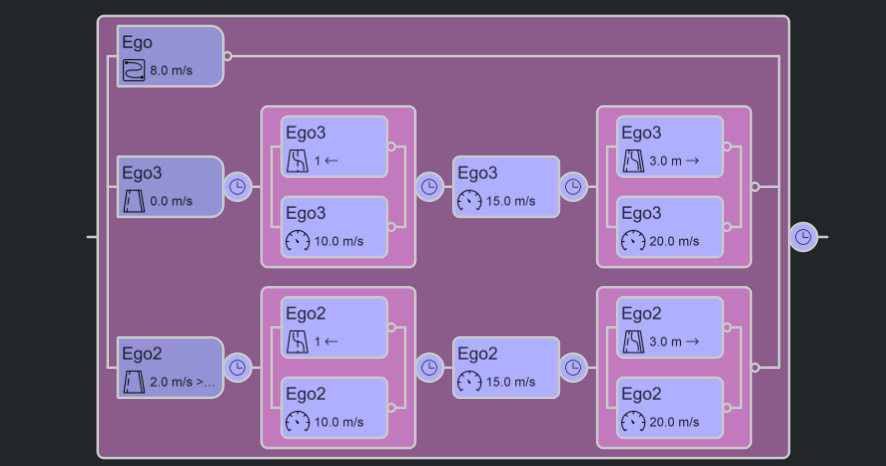 Ego
8.0 m/s
Ego3
0.0 m/s
Ego3
1 ←
Ego3
10.0 m/s
Ego3
15.0 m/s
Ego3
3.0 m →
Ego3
20.0 m/s
Ego2
2.0 m/s >...
Ego2
1 ←
Ego2
10.0 m/s
Ego2
15.0 m/s
Ego2
3.0 m →
Ego2
20.0 m/s